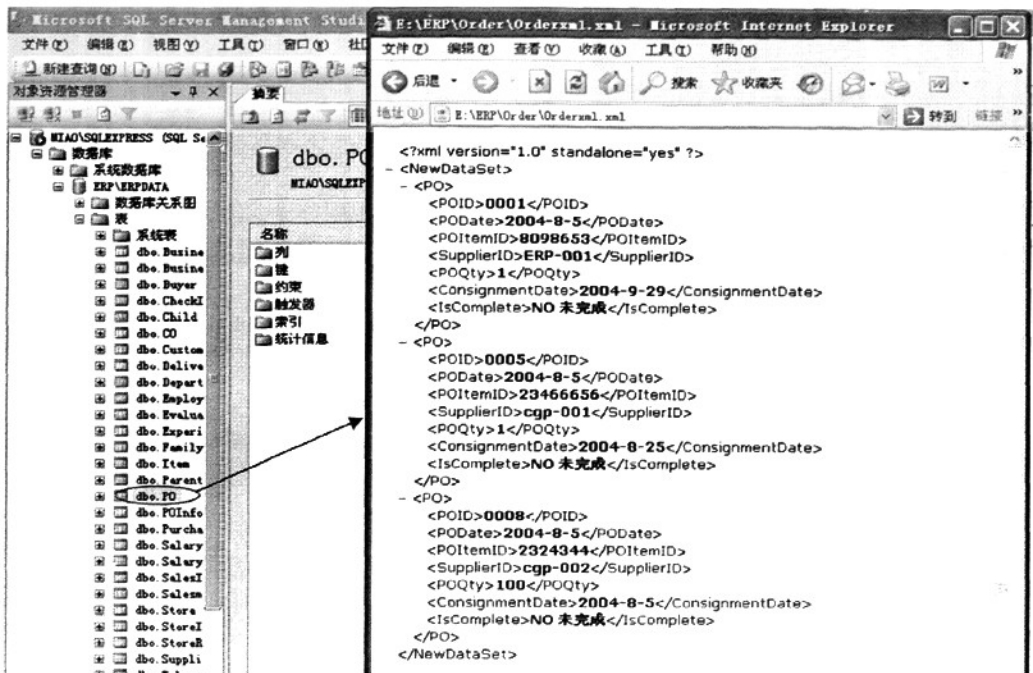 Microsoft SQL Server Management Studi
文件(F) 编辑(E) 视图(V) 工具(T) 窗口(W) 社区
新建查询(N)
对象资源管理器
MIAO\SQLEXPRESS (SQL Se
数据库
系统数据库
ERP\ERPDATA
数据库关系图
表
系统表
dbo.Busine
dbo.Busine
dbo.Buyer
dbo.CheckI
dbo.Child
dbo.CO
dbo.Custom
dbo.Delive
dbo.Depart
dbo.Employ
dbo.Evalua
dbo.Experi
dbo.Family
dbo.Item
dbo.Parent
dbo.PO
dbo.POInfo
dbo.Purcha
dbo.Salary
dbo.Salary
dbo.SalesI
dbo.Salesm
dbo.Store
dbo.StoreI
dbo.StoreR
dbo.Suppli
摘要
dbo. PO
MIAO\SQLEXP
名称
列
键
约束
触发器
索引
统计信息
E:\ERP\Order\Orderxml.xml - Microsoft Internet Explorer
文件(F) 编辑(E) 查看(V) 收藏(A) 工具(T) 帮助(H)
后退 搜索 收藏夹
地址(D) E:\ERP\Order\Orderxml.xml 转到 链接 »
<?xml version="1.0" standalone="yes" ?>
- <NewDataSet>
- <PO>
<POID>0001</POID>
<PODate>2004-8-5</PODate>
<POItemID>8098653</POItemID>
<SupplierID>ERP-001</SupplierID>
<POQty>1</POQty>
<ConsignmentDate>2004-9-29</ConsignmentDate>
<IsComplete>NO 未完成</IsComplete>
</PO>
- <PO>
<POID>0005</POID>
<PODate>2004-8-5</PODate>
<POItemID>23466656</POItemID>
<SupplierID>cgp-001</SupplierID>
<POQty>1</POQty>
<ConsignmentDate>2004-8-25</ConsignmentDate>
<IsComplete>NO 未完成</IsComplete>
</PO>
- <PO>
<POID>0008</POID>
<PODate>2004-8-5</PODate>
<POItemID>2324344</POItemID>
<SupplierID>cgp-002</SupplierID>
<POQty>100</POQty>
<ConsignmentDate>2004-8-5</ConsignmentDate>
<IsComplete>NO 未完成</IsComplete>
</PO>
</NewDataSet>